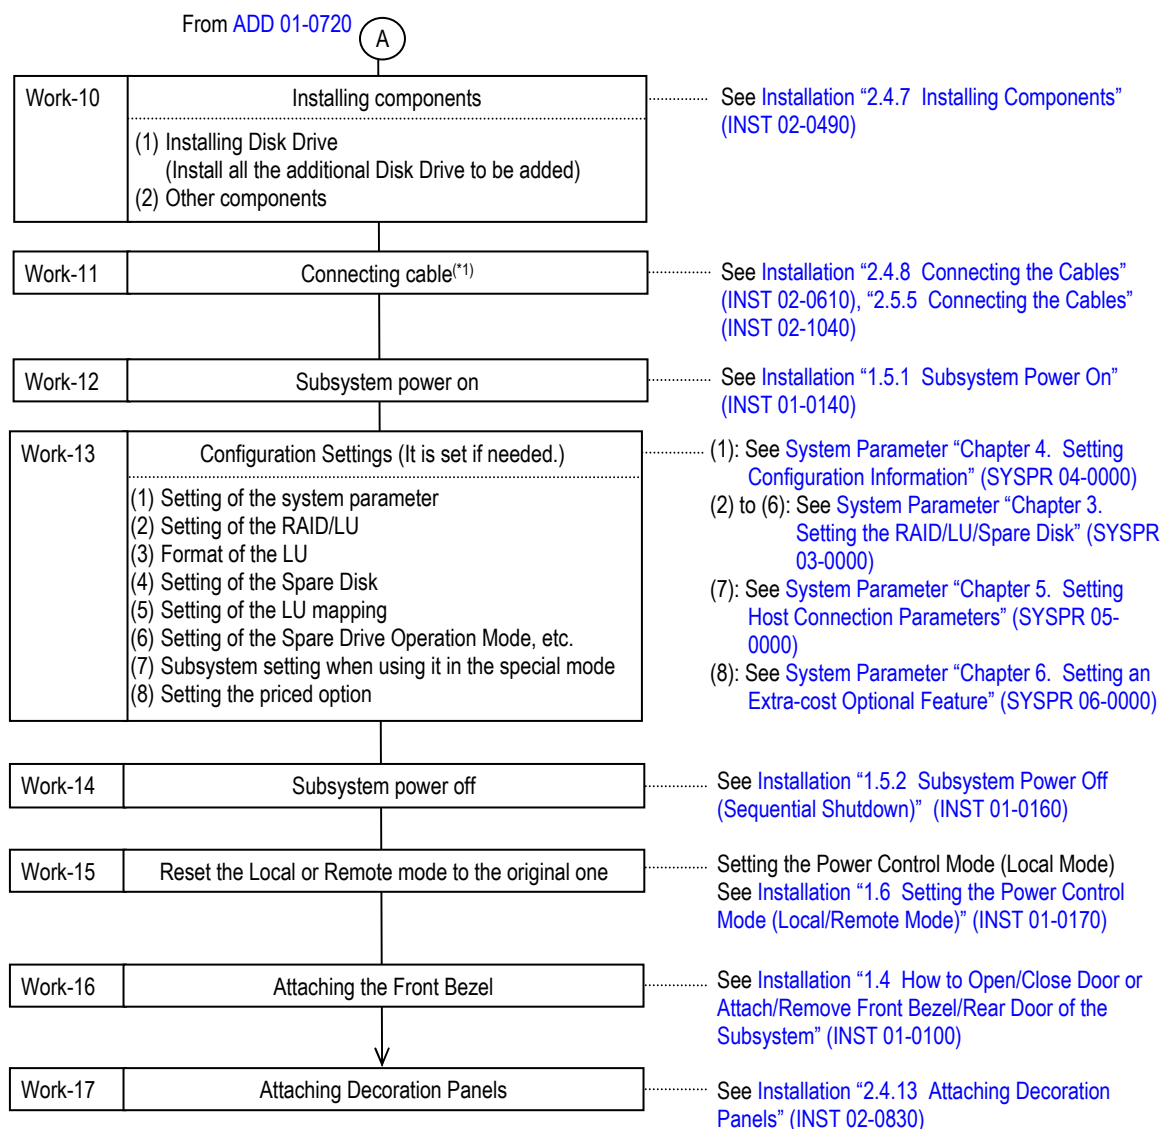 From ADD 01-0720
A
Work-10
Installing components
(1) Installing Disk Drive
(Install all the additional Disk Drive to be added)
(2) Other components
See Installation “2.4.7 Installing Components”
(INST 02-0490)
Work-11
Connecting cable(*1)
See Installation “2.4.8 Connecting the Cables”
(INST 02-0610), “2.5.5 Connecting the Cables”
(INST 02-1040)
Work-12
Subsystem power on
See Installation “1.5.1 Subsystem Power On”
(INST 01-0140)
Work-13
Configuration Settings (It is set if needed.)
(1) Setting of the system parameter
(2) Setting of the RAID/LU
(3) Format of the LU
(4) Setting of the Spare Disk
(5) Setting of the LU mapping
(6) Setting of the Spare Drive Operation Mode, etc.
(7) Subsystem setting when using it in the special mode
(8) Setting the priced option
(1): See System Parameter “Chapter 4. Setting
Configuration Information” (SYSPR 04-0000)
(2) to (6): See System Parameter “Chapter 3.
Setting the RAID/LU/Spare Disk” (SYSPR
03-0000)
(7): See System Parameter “Chapter 5. Setting
Host Connection Parameters” (SYSPR 05-
0000)
(8): See System Parameter “Chapter 6. Setting an
Extra-cost Optional Feature” (SYSPR 06-0000)
Work-14
Subsystem power off
See Installation “1.5.2 Subsystem Power Off
(Sequential Shutdown)” (INST 01-0160)
Work-15
Reset the Local or Remote mode to the original one
Setting the Power Control Mode (Local Mode)
See Installation “1.6 Setting the Power Control
Mode (Local/Remote Mode)” (INST 01-0170)
Work-16
Attaching the Front Bezel
See Installation “1.4 How to Open/Close Door or
Attach/Remove Front Bezel/Rear Door of the
Subsystem” (INST 01-0100)
Work-17
Attaching Decoration Panels
See Installation “2.4.13 Attaching Decoration
Panels” (INST 02-0830)